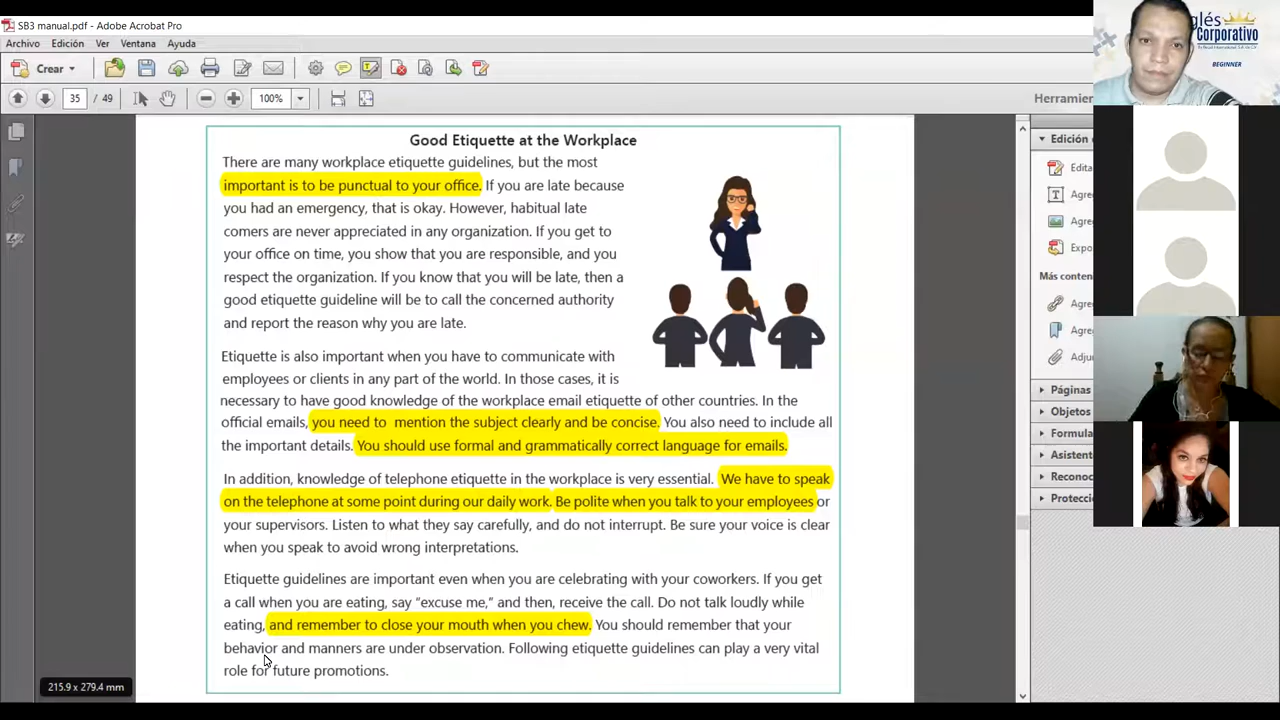 SB3 manual.pdf - Adobe Acrobat Pro
Archivo Edición Ver Ventana Ayuda
Crear
35 / 49 100% Herramier
Good Etiquette at the Workplace
There are many workplace etiquette guidelines, but the most
important is to be punctual to your office. If you are late because
you had an emergency, that is okay. However, habitual late
comers are never appreciated in any organization. If you get to
your office on time, you show that you are responsible, and you
respect the organization. If you know that you will be late, then a
good etiquette guideline will be to call the concerned authority
and report the reason why you are late.
Etiquette is also important when you have to communicate with
employees or clients in any part of the world. In those cases, it is
necessary to have good knowledge of the workplace email etiquette of other countries. In the
official emails, you need to mention the subject clearly and be concise. You also need to include all
the important details. You should use formal and grammatically correct language for emails.
In addition, knowledge of telephone etiquette in the workplace is very essential. We have to speak
on the telephone at some point during our daily work. Be polite when you talk to your employees or
your supervisors. Listen to what they say carefully, and do not interrupt. Be sure your voice is clear
when you speak to avoid wrong interpretations.
Etiquette guidelines are important even when you are celebrating with your coworkers. If you get
a call when you are eating, say “excuse me,” and then, receive the call. Do not talk loudly while
eating, and remember to close your mouth when you chew. You should remember that your
behavior and manners are under observation. Following etiquette guidelines can play a very vital
role for future promotions.
215.9 x 279.4 mm
Edición
Edita
Agre
Agre
Expo
Más conten
Agre
Agre
Adju
Páginas
Objetos
Formula
Asistent
Recono
Protecci
glés
Corporativo
BEGINNER